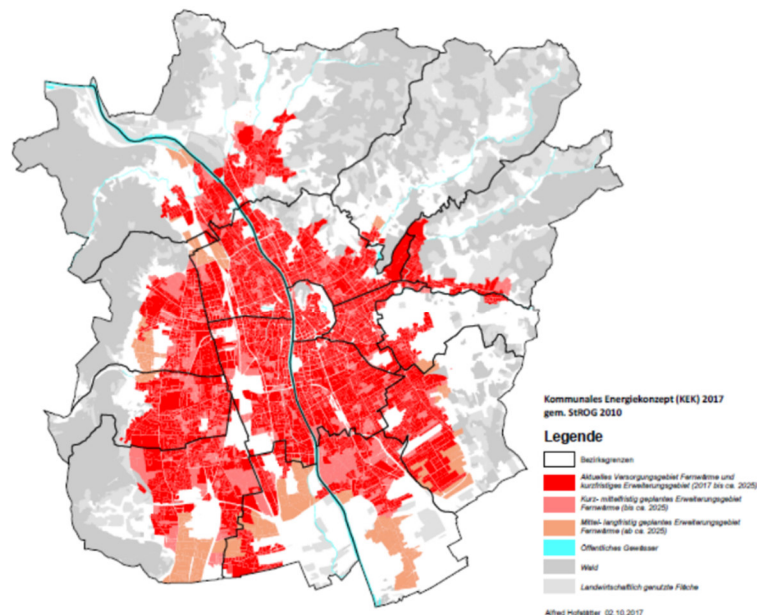 Kommunales Energiekonzept (KEK) 2017
gem. StROG 2010
Legende
Bezirksgrenzen
Aktuelles Versorgungsgebiet Fernwärme und
kurzfristiges Erweiterungsgebiet (2017 bis ca. 2025)
Kurz- mittelfristig geplantes Erweiterungsgebiet
Fernwärme (bis ca. 2025)
Mittel- langfristig geplantes Erweiterungsgebiet
Fernwärme (ab ca. 2025)
Öffentliches Gewässer
Wald
Landwirtschaftlich genutzte Fläche
Alfred Hofstätter 02.10.2017